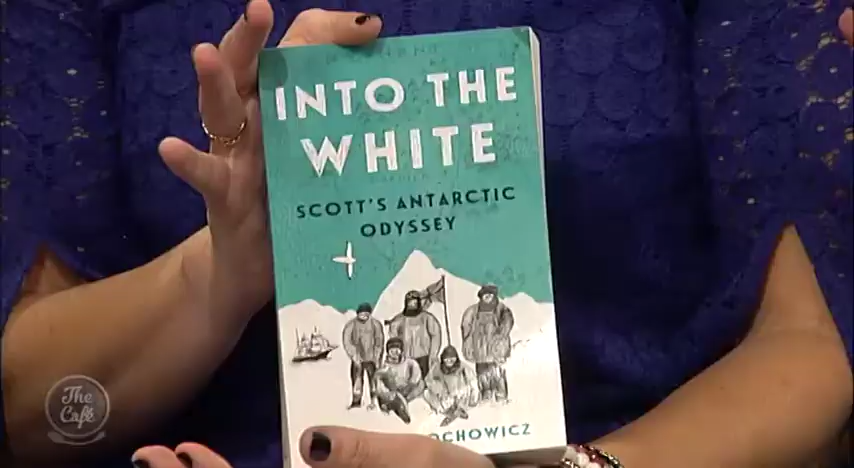 INTO THE
WHITE
SCOTT'S ANTARCTIC
ODYSSEY
The
Café